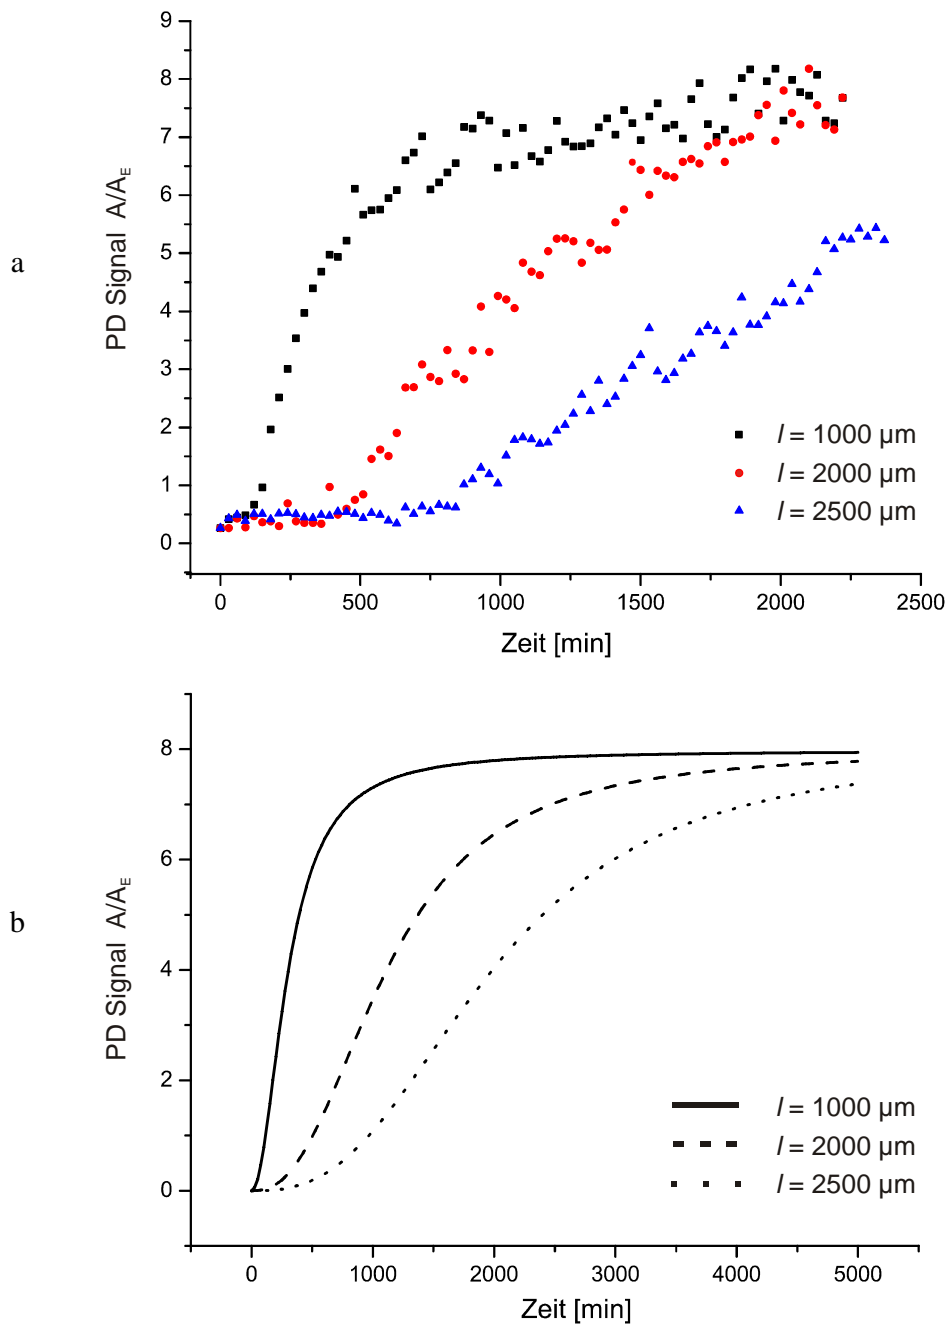 a
PD Signal A/A_E
9
8
7
6
5
4
3
2
1
0
l = 1000 µm
l = 2000 µm
l = 2500 µm
0 500 1000 1500 2000 2500
Zeit [min]
b
PD Signal A/A_E
8
6
4
2
0
l = 1000 µm
l = 2000 µm
l = 2500 µm
0 1000 2000 3000 4000 5000
Zeit [min]